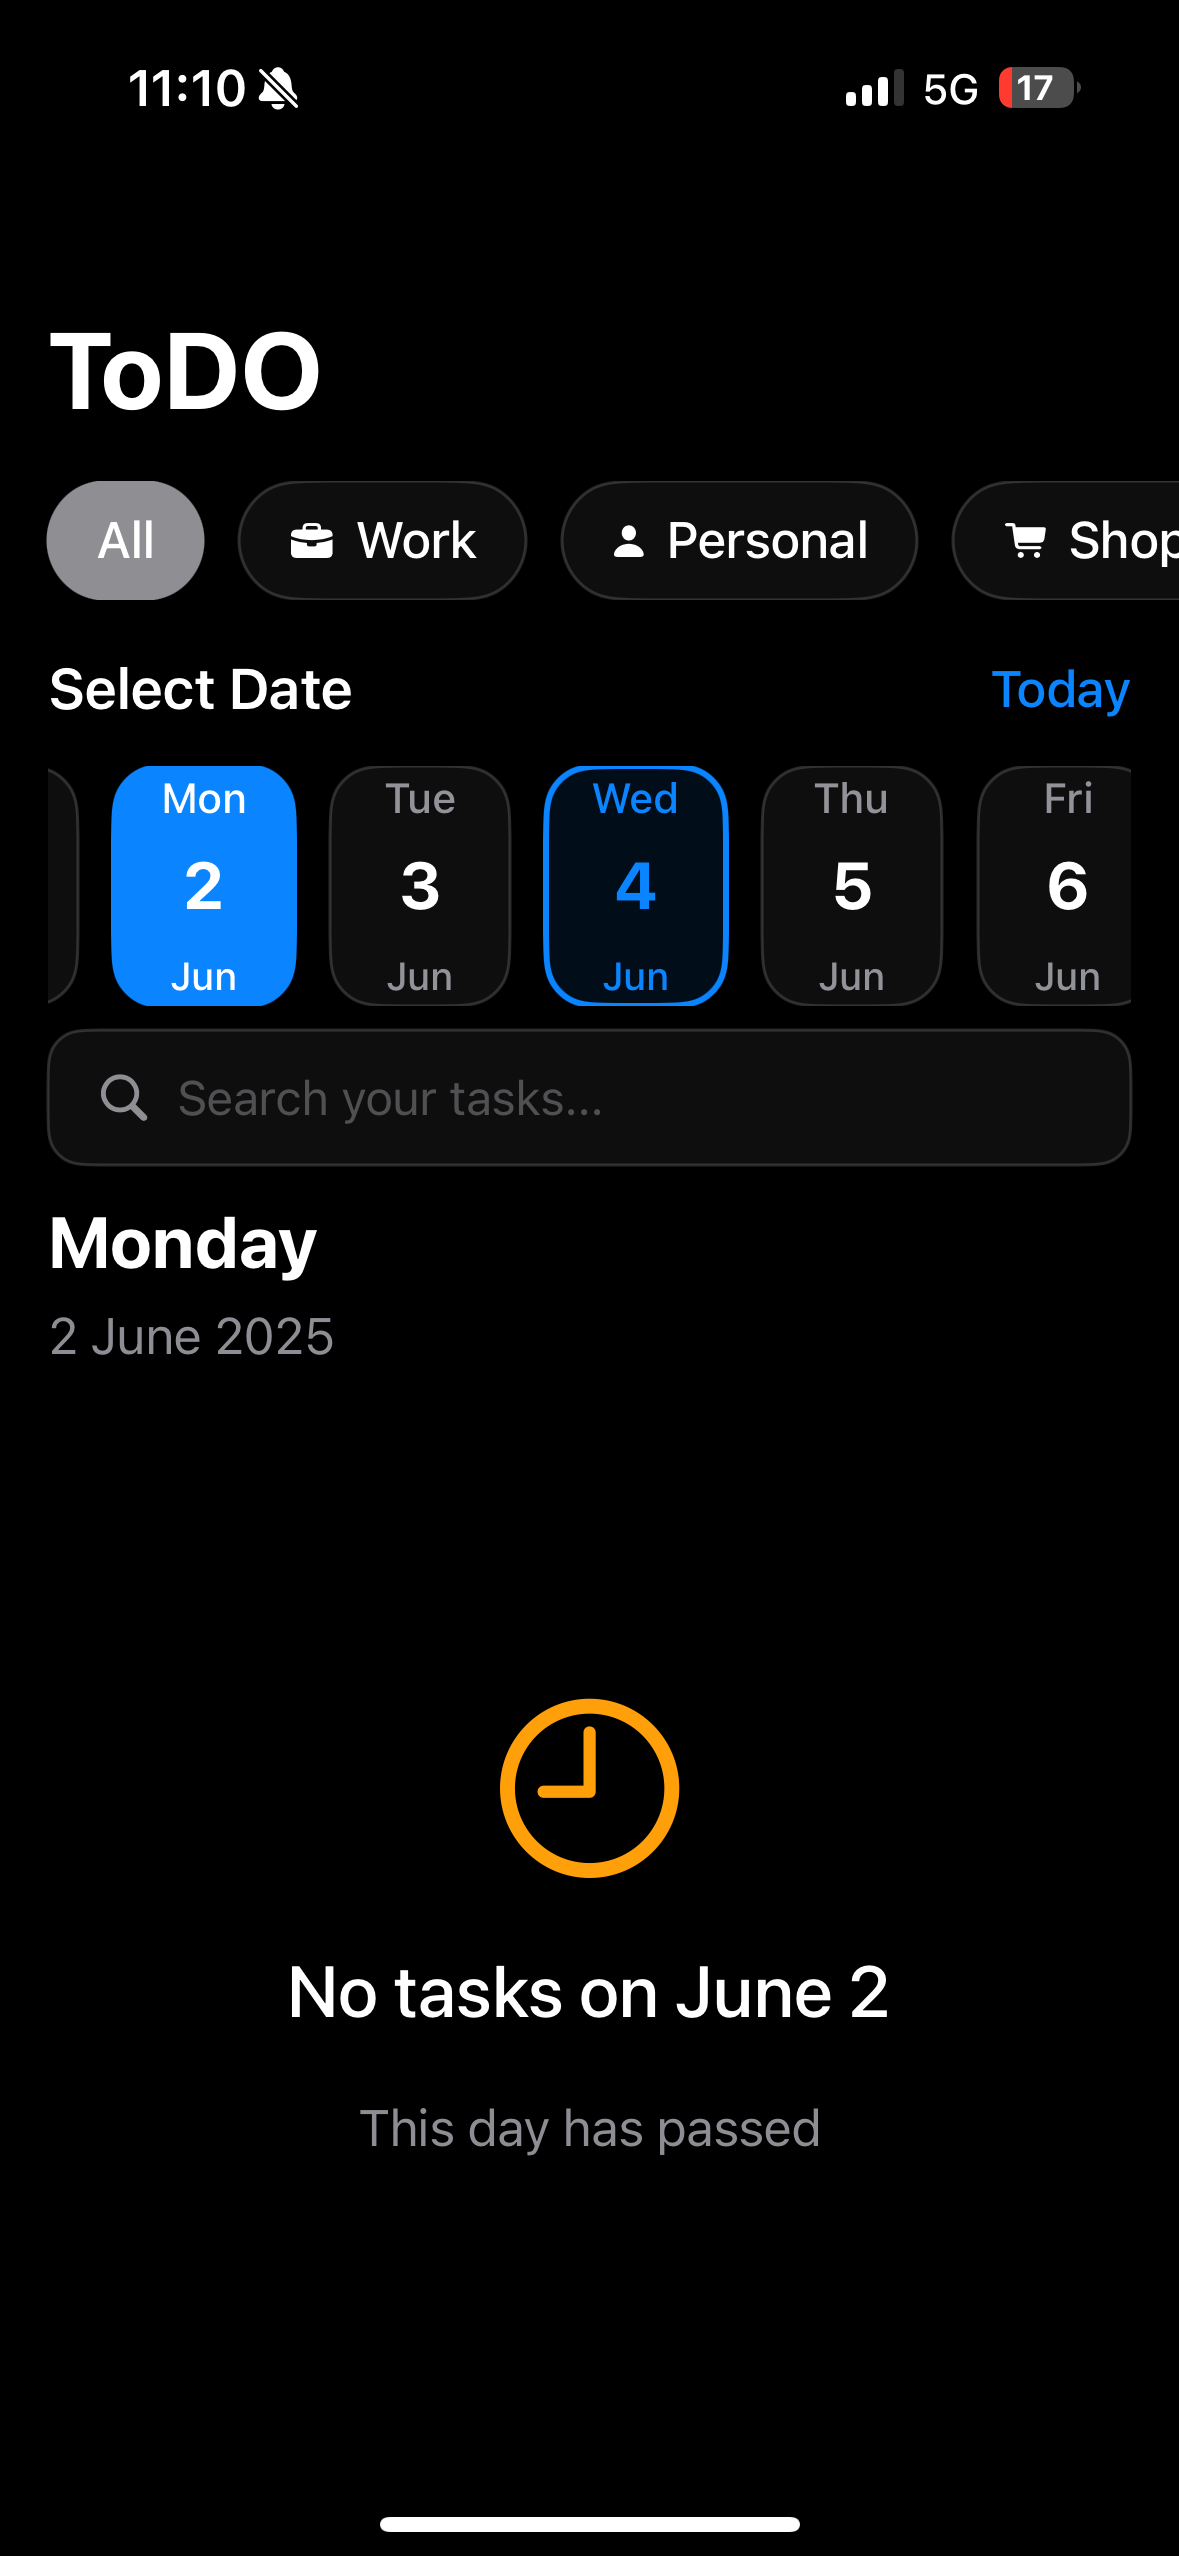 11:10 5G 17
ToDO
All Work Personal Shop
Select Date Today
Mon Tue Wed Thu Fri
2 3 4 5 6
Jun Jun Jun Jun Jun
Search your tasks...
Monday
2 June 2025
No tasks on June 2
This day has passed